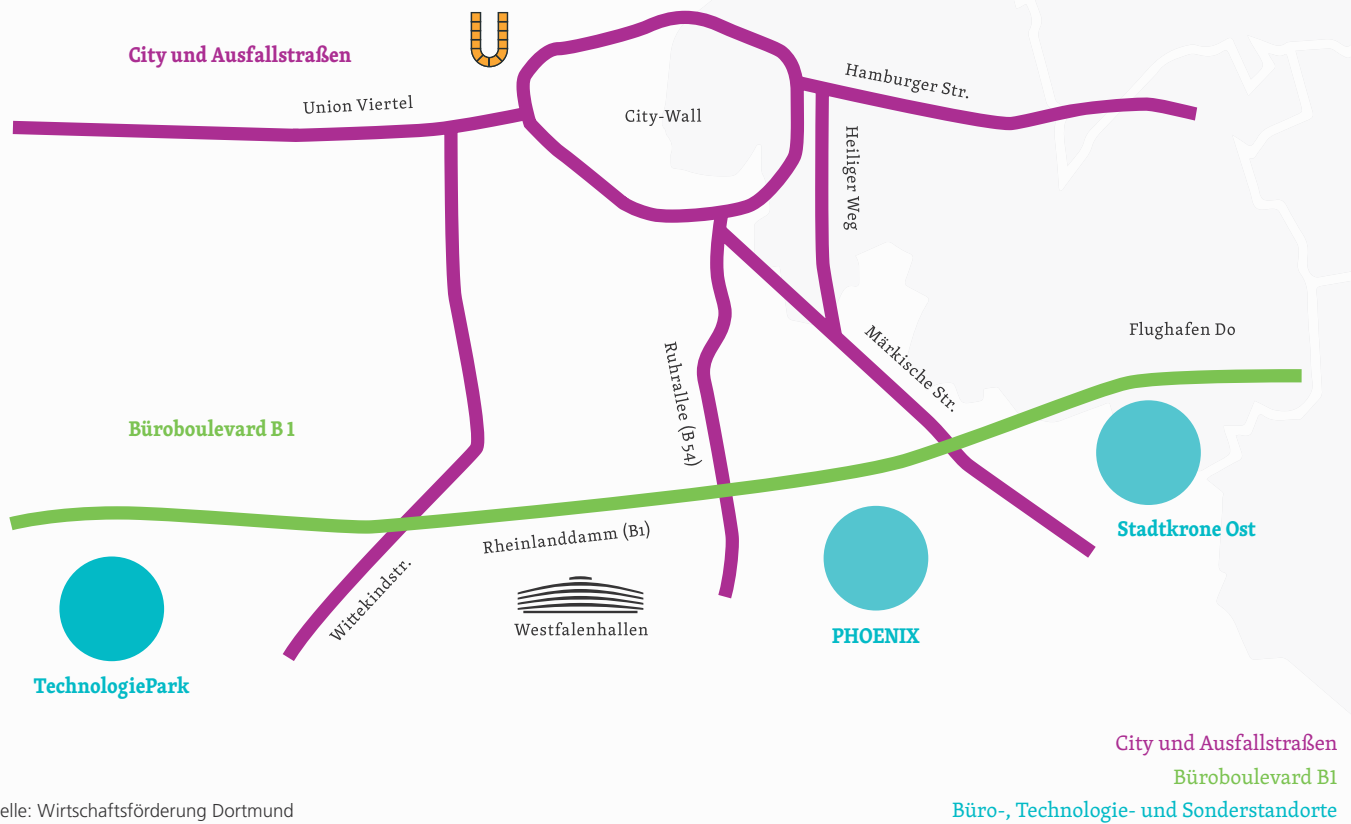 City und Ausfallstraßen
Union Viertel
City-Wall
Hamburger Str.
Heiliger Weg
Flughafen Do
Märkische Str.
Ruhrallee (B54)
Büroboulevard B 1
Rheinlanddamm (B1)
Stadtkrone Ost
Wittekindstr.
Westfalenhallen
PHOENIX
TechnologiePark
City und Ausfallstraßen
Büroboulevard B1
Büro-, Technologie- und Sonderstandorte
elle: Wirtschaftsförderung Dortmund